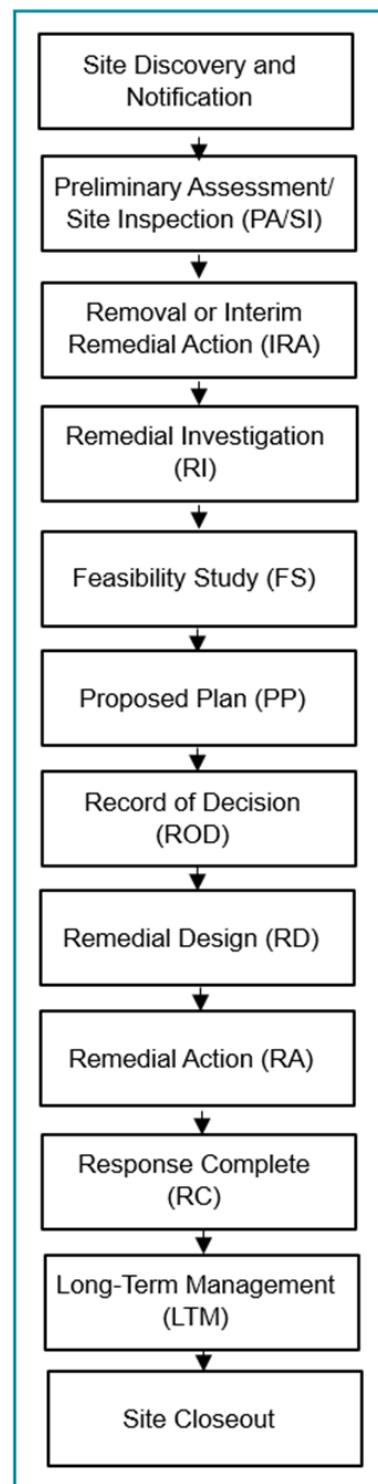 Site Discovery and
Notification
Preliminary Assessment/
Site Inspection (PA/SI)
Removal or Interim
Remedial Action (IRA)
Remedial Investigation
(RI)
Feasibility Study (FS)
Proposed Plan (PP)
Record of Decision
(ROD)
Remedial Design (RD)
Remedial Action (RA)
Response Complete
(RC)
Long-Term Management
(LTM)
Site Closeout